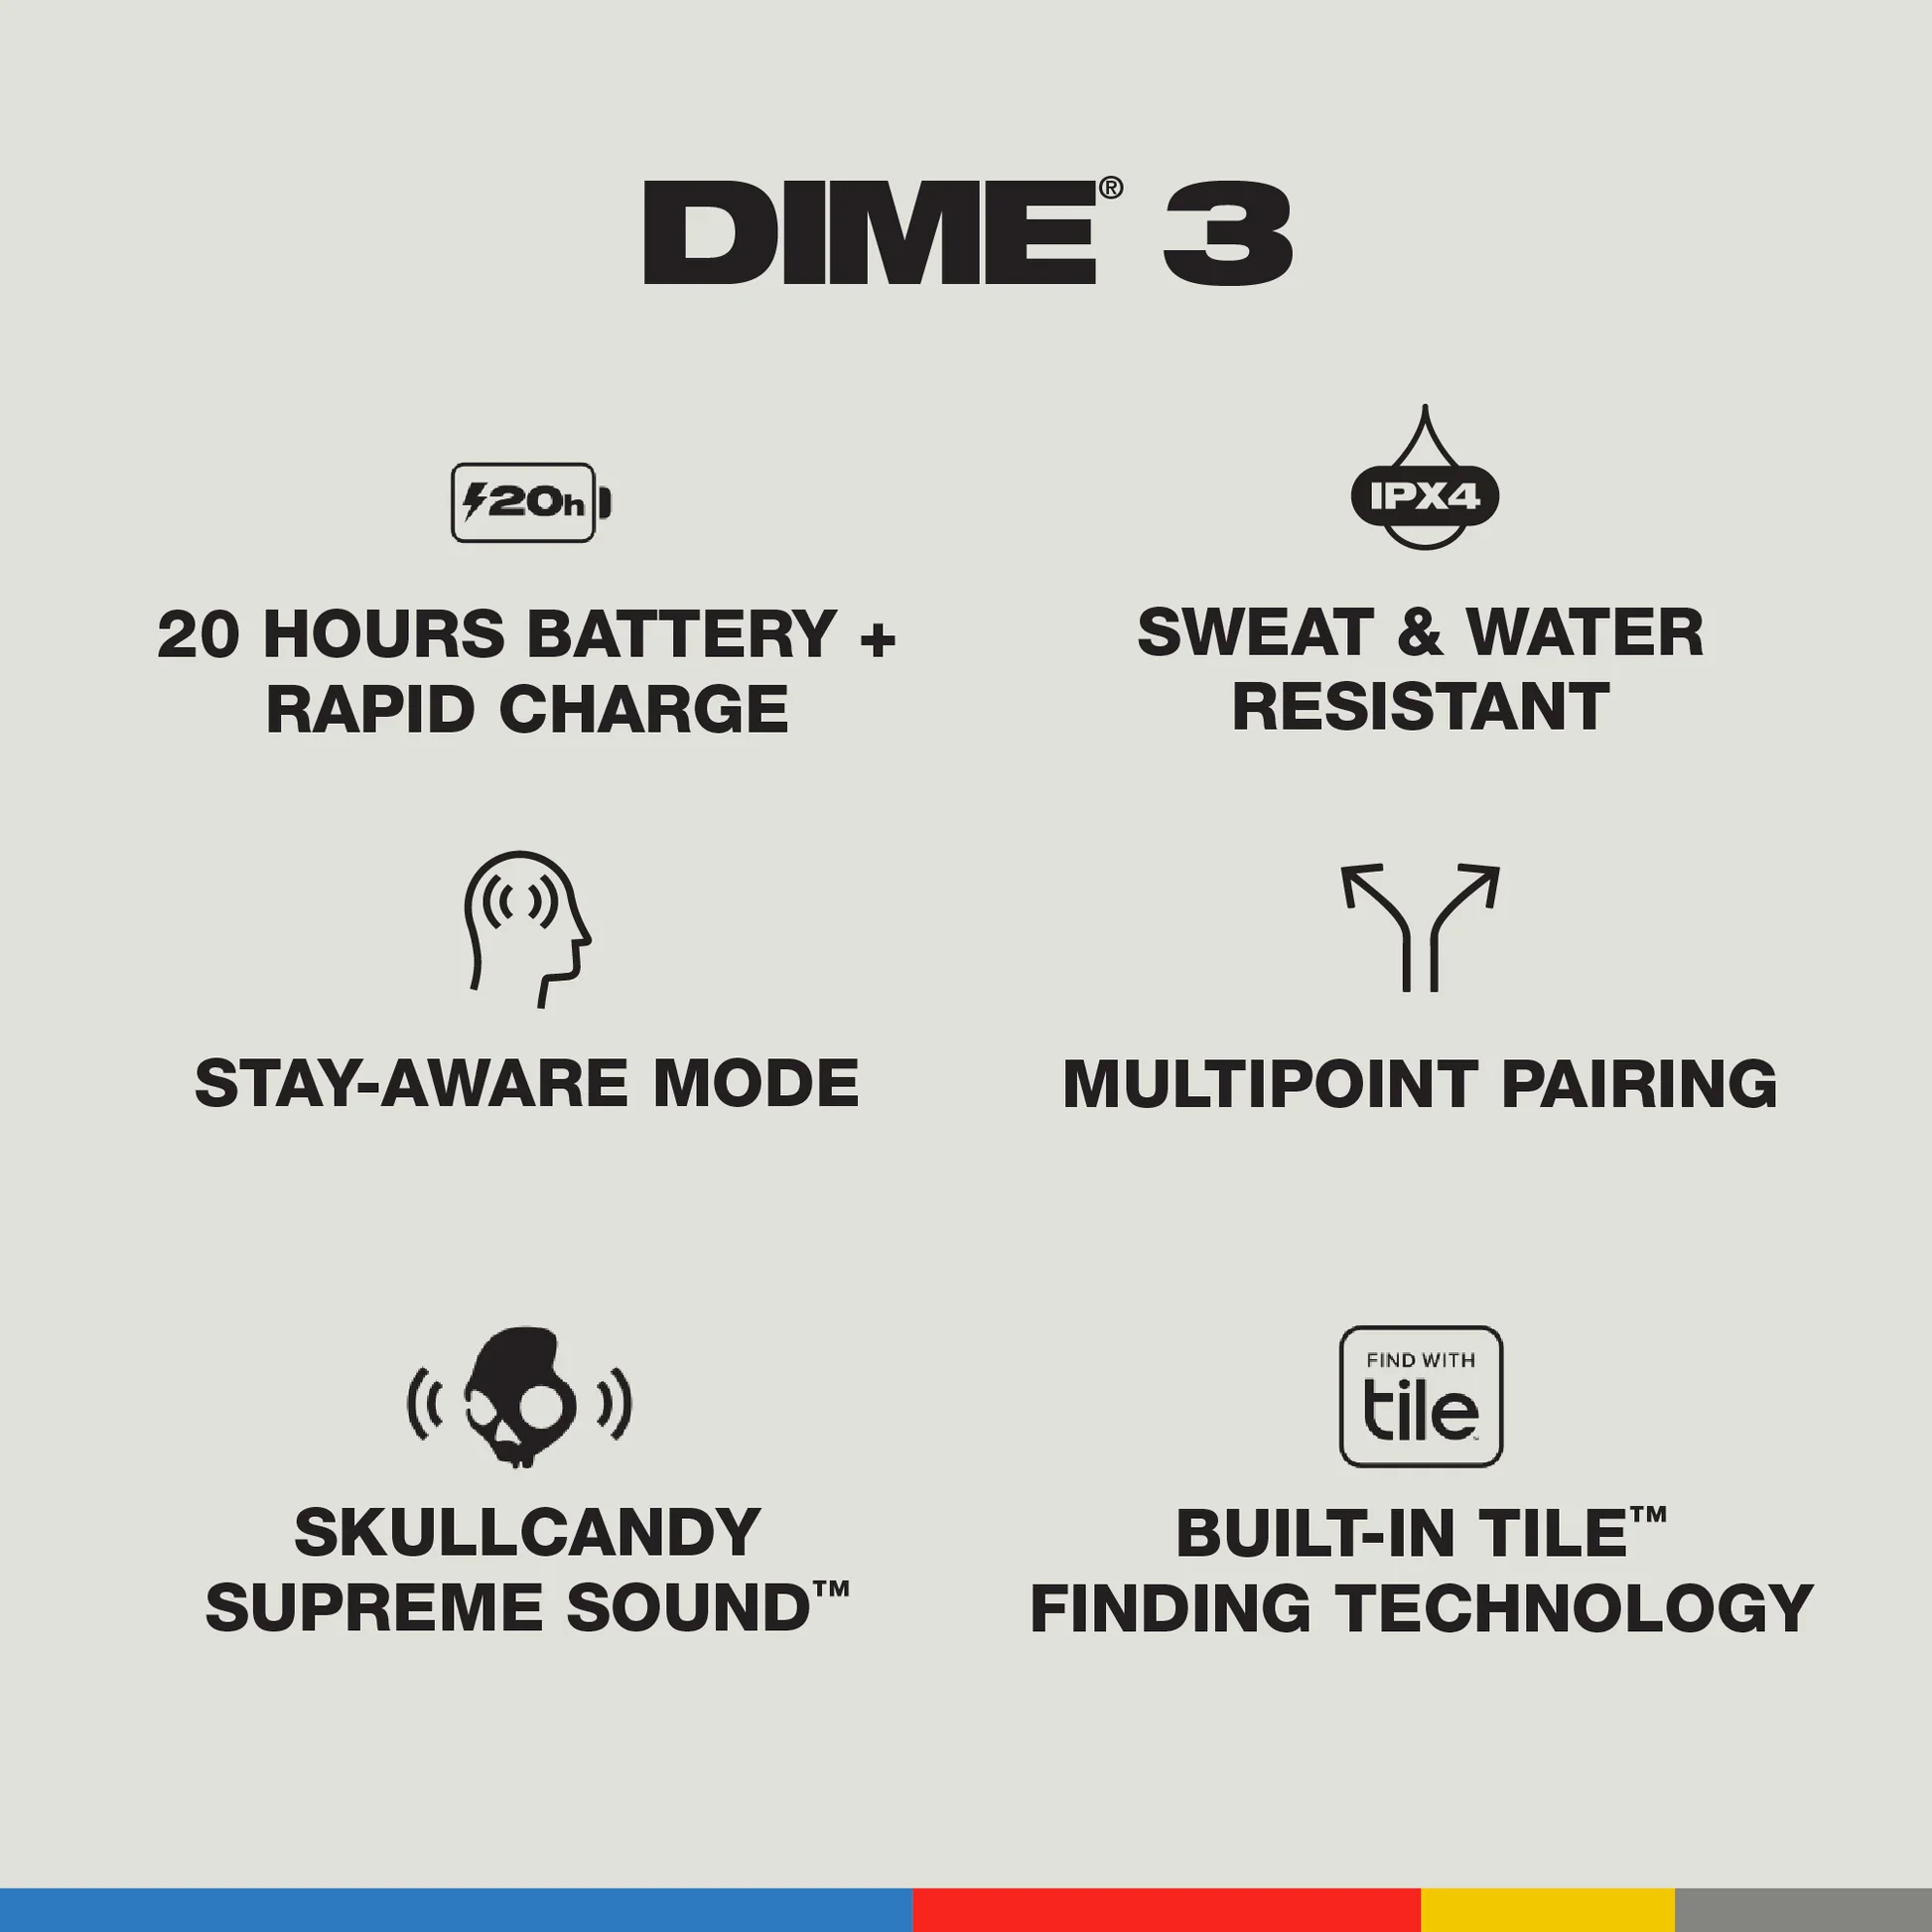 DIME® 3
20h
20 HOURS BATTERY +
RAPID CHARGE
IPX4
SWEAT & WATER
RESISTANT
STAY-AWARE MODE
MULTIPOINT PAIRING
SKULLCANDY
SUPREME SOUND™
FIND WITH
tile™
BUILT-IN TILE™
FINDING TECHNOLOGY